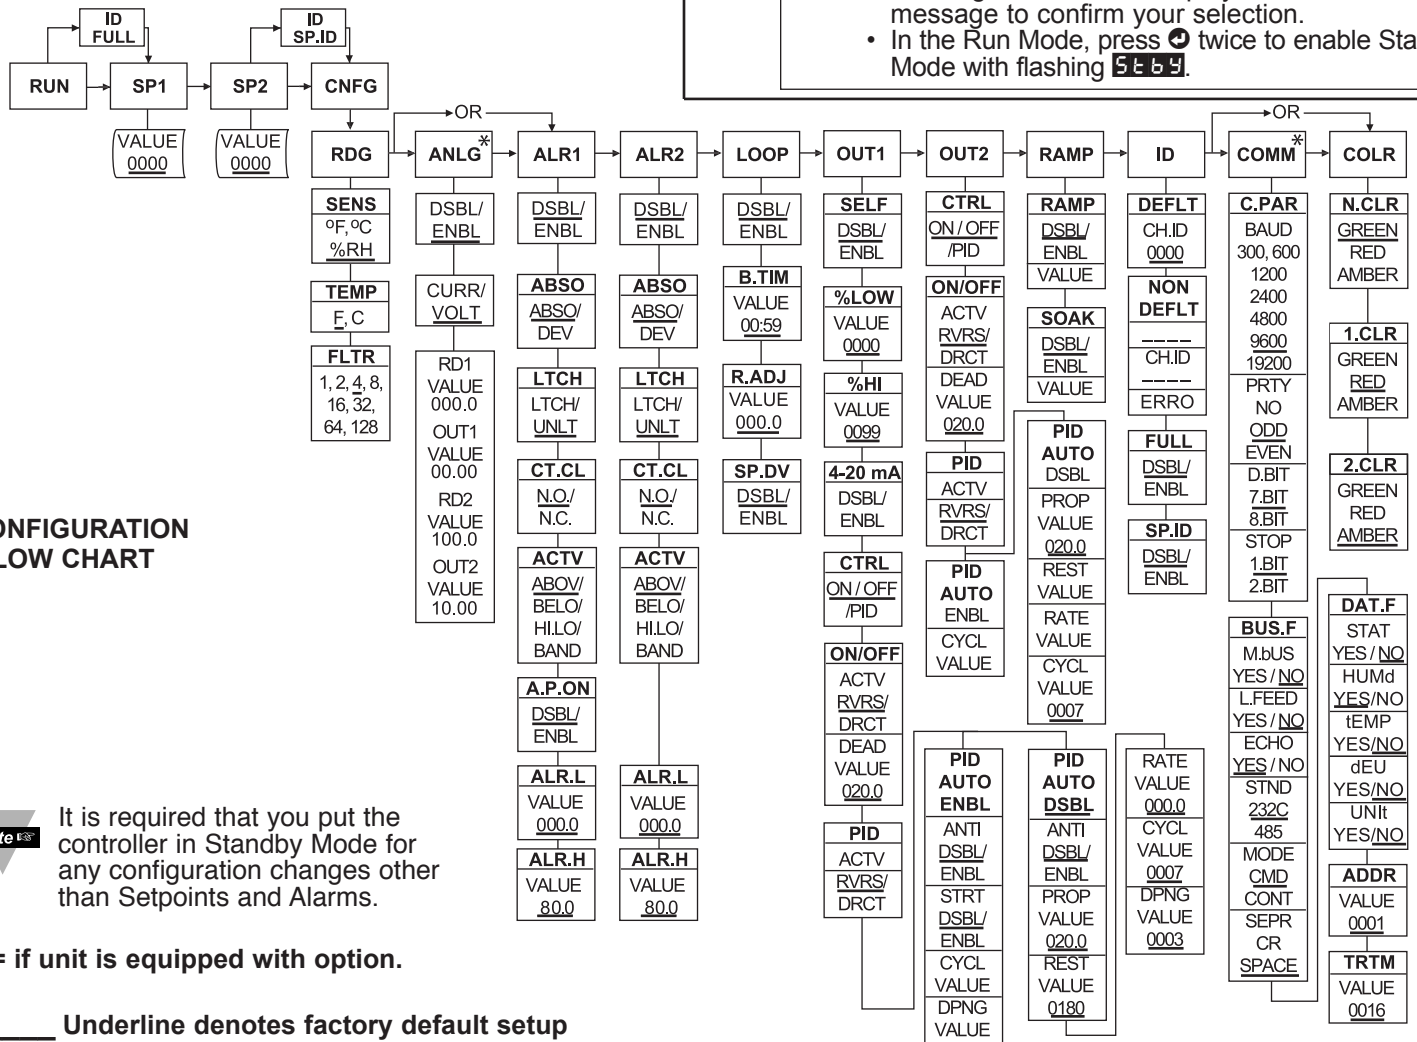 message to confirm your selection.
• In the Run Mode, press twice to enable Sta
Mode with flashing Stby.
ID
FULL
ID
SP.ID
RUN
SP1
SP2
CNFG
VALUE
0000
VALUE
0000
OR
OR
RDG
ANLG*
ALR1
ALR2
LOOP
OUT1
OUT2
RAMP
ID
COMM*
COLR
SENS
ºF,ºC
%RH
TEMP
F, C
FLTR
1, 2, 4, 8,
16, 32,
64, 128
DSBL/
ENBL
CURR/
VOLT
RD1
VALUE
000.0
OUT1
VALUE
00.00
RD2
VALUE
100.0
OUT2
VALUE
10.00
DSBL/
ENBL
ABSO
ABSO/
DEV
LTCH
LTCH/
UNLT
CT.CL
N.O./
N.C.
ACTV
ABOV/
BELO/
HI.LO/
BAND
A.P.ON
DSBL/
ENBL
ALR.L
VALUE
000.0
ALR.H
VALUE
80.0
DSBL/
ENBL
ABSO
ABSO/
DEV
LTCH
LTCH/
UNLT
CT.CL
N.O./
N.C.
ACTV
ABOV/
BELO/
HI.LO/
BAND
ALR.L
VALUE
000.0
ALR.H
VALUE
80.0
DSBL/
ENBL
B.TIM
VALUE
00:59
R.ADJ
VALUE
000.0
SP.DV
DSBL/
ENBL
SELF
DSBL/
ENBL
%LOW
VALUE
0000
%HI
VALUE
0099
4-20 mA
DSBL/
ENBL
CTRL
ON / OFF
/PID
ON/OFF
ACTV
RVRS/
DRCT
DEAD
VALUE
020.0
PID
ACTV
RVRS/
DRCT
PID
AUTO
ENBL
ANTI
DSBL/
ENBL
STRT
DSBL/
ENBL
CYCL
VALUE
DPNG
VALUE
PID
AUTO
DSBL
ANTI
DSBL/
ENBL
PROP
VALUE
020.0
REST
VALUE
0180
RATE
VALUE
000.0
CYCL
VALUE
0007
DPNG
VALUE
0003
CTRL
ON / OFF
/PID
ON/OFF
ACTV
RVRS/
DRCT
DEAD
VALUE
020.0
PID
ACTV
RVRS/
DRCT
PID
AUTO
ENBL
CYCL
VALUE
PID
AUTO
DSBL
PROP
VALUE
020.0
REST
VALUE
RATE
VALUE
CYCL
VALUE
0007
RAMP
DSBL/
ENBL
VALUE
SOAK
DSBL/
ENBL
VALUE
DEFLT
CH.ID
0000
NON
DEFLT
_ _ _ _
CH.ID
_ _ _ _
ERRO
FULL
DSBL/
ENBL
SP.ID
DSBL/
ENBL
C.PAR
BAUD
300, 600
1200
2400
4800
9600
19200
PRTY
NO
ODD
EVEN
D.BIT
7.BIT
8.BIT
STOP
1.BIT
2.BIT
BUS.F
M.bUS
YES / NO
L.FEED
YES / NO
ECHO
YES / NO
STND
232C
485
MODE
CMD
CONT
SEPR
CR
SPACE
DAT.F
STAT
YES / NO
HUMd
YES/NO
tEMP
YES/NO
dEU
YES/NO
UNIt
YES/NO
ADDR
VALUE
0001
TRTM
VALUE
0016
N.CLR
GREEN
RED
AMBER
1.CLR
GREEN
RED
AMBER
2.CLR
GREEN
RED
AMBER
ONFIGURATION
LOW CHART
te
It is required that you put the
controller in Standby Mode for
any configuration changes other
than Setpoints and Alarms.
= if unit is equipped with option.
____ Underline denotes factory default setup